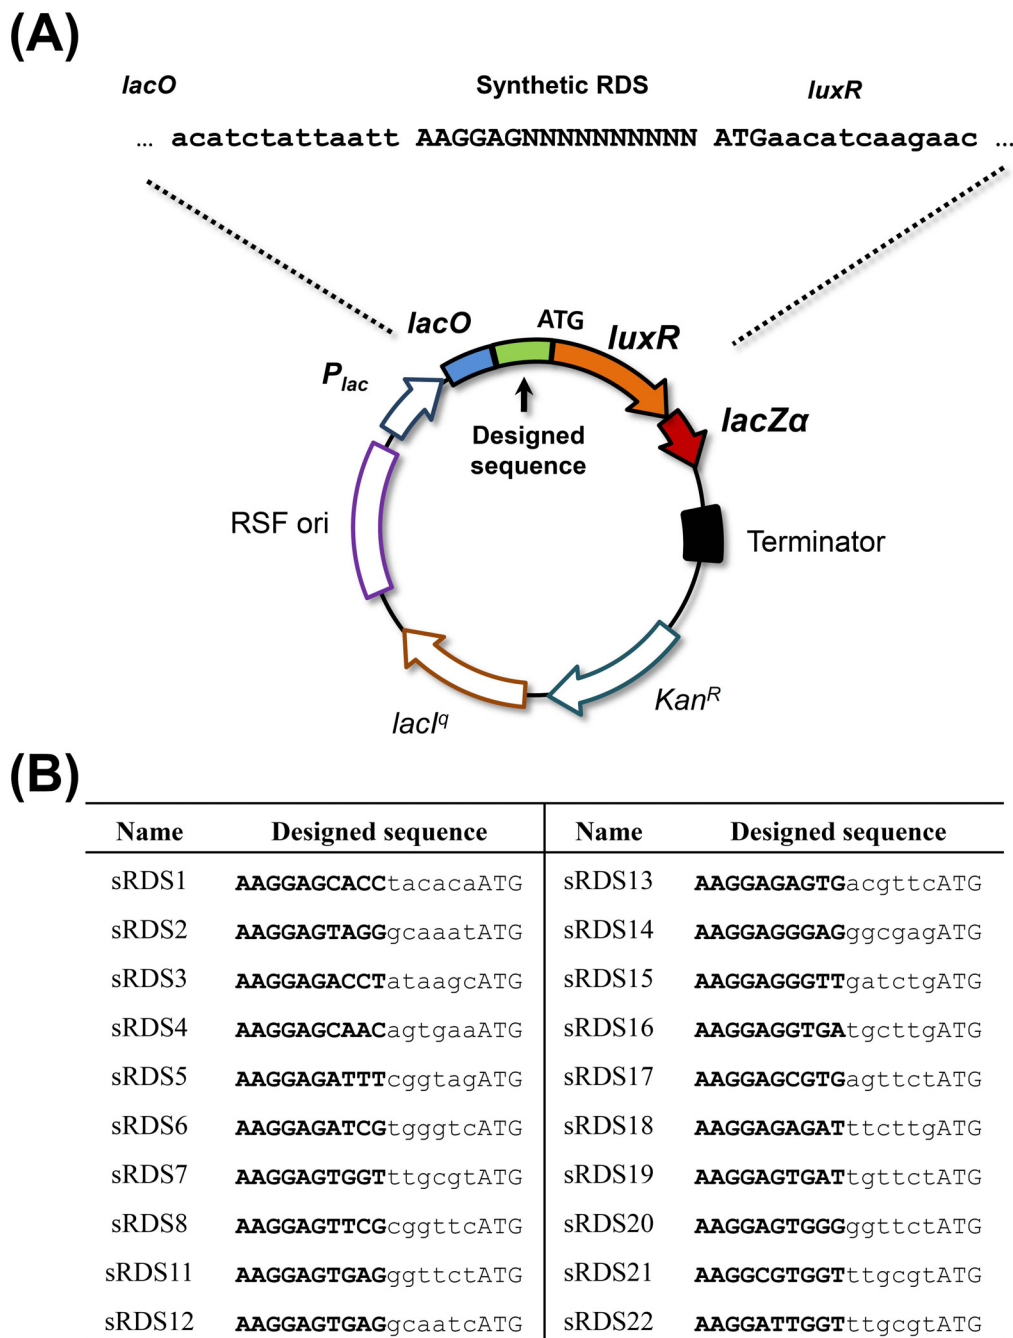 (A)
lacO Synthetic RDS luxR
... acatctattaatt AAGGAGNNNNNNNNNN ATGaacatcaagaac ...
lacO ATG luxR
Plac
lacZα
Designed
sequence
RSF ori
Terminator
lacIq
KanR
(B)
Name Designed sequence Name Designed sequence
sRDS1 AAGGAGCACCtacacaATG sRDS13 AAGGAGAGTGacgttcATG
sRDS2 AAGGAGTAGGgcaaatATG sRDS14 AAGGAGGGAGggcgagATG
sRDS3 AAGGAGACCTataagcATG sRDS15 AAGGAGGGTTgatctgATG
sRDS4 AAGGAGCAACagtgaaATG sRDS16 AAGGAGGTGAtgcttgATG
sRDS5 AAGGAGATTTcggtagATG sRDS17 AAGGAGCGTGagttctATG
sRDS6 AAGGAGATCGtgggtcATG sRDS18 AAGGAGAGATttcttgATG
sRDS7 AAGGAGTGGTttgcgtATG sRDS19 AAGGAGTGATtgttctATG
sRDS8 AAGGAGTTCGcggttcATG sRDS20 AAGGAGTGGGggttctATG
sRDS11 AAGGAGTGAGggttctATG sRDS21 AAGGCGTGGTttgcgtATG
sRDS12 AAGGAGTGAGgcaatcATG sRDS22 AAGGATTGGTttgcgtATG